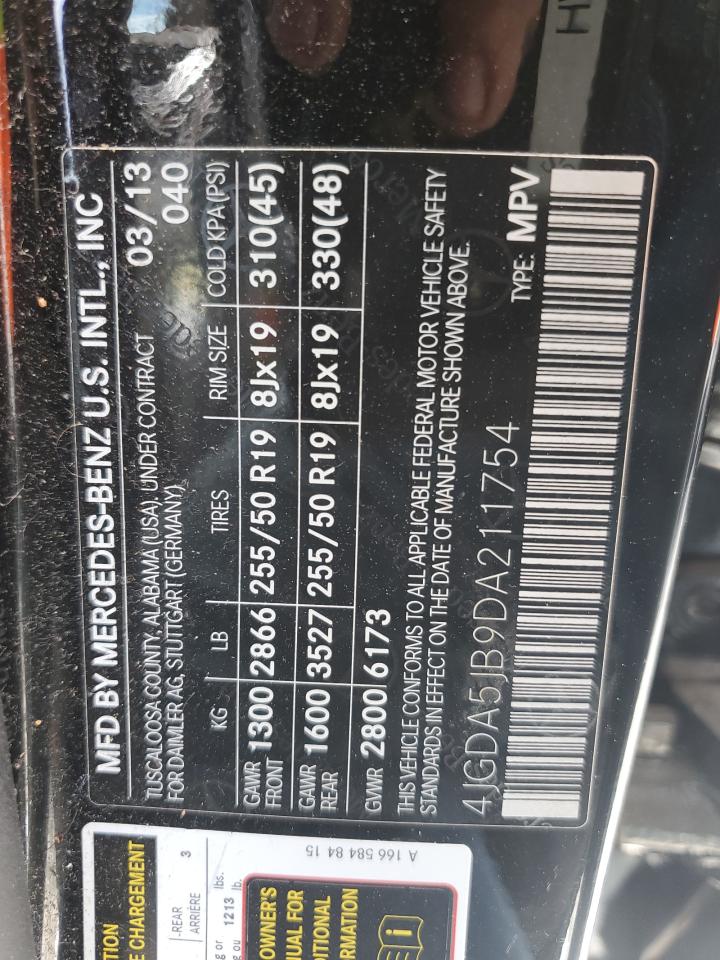 MFD BY MERCEDES-BENZ U.S. INTL., INC
TUSCALOOSA COUNTY, ALABAMA (USA), UNDER CONTRACT 03/13
FOR DAIMLER AG, STUTTGART (GERMANY) 040
KG LB TIRES RIM SIZE COLD KPA (PSI)
GAWR FRONT 1300 2866 255/50 R19 8Jx19 310(45)
GAWR REAR 1600 3527 255/50 R19 8Jx19 330(48)
GVWR 2800 6173
THIS VEHICLE CONFORMS TO ALL APPLICABLE FEDERAL MOTOR VEHICLE SAFETY
STANDARDS IN EFFECT ON THE DATE OF MANUFACTURE SHOWN ABOVE.
4JGDA5JB9DA211754 TYPE: MPV
E CHARGEMENT
-REAR
ARRIÈRE 3
g or lbs.
g ou 1213 lb.
OWNER'S
A 166 584 84 15